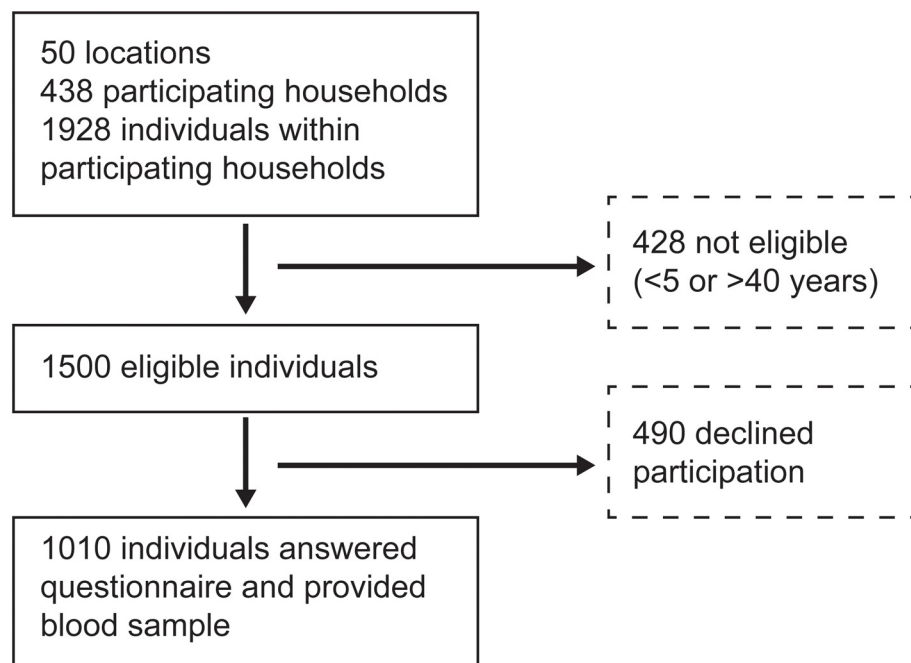 50 locations
438 participating households
1928 individuals within
participating households
428 not eligible
(<5 or >40 years)
1500 eligible individuals
490 declined
participation
1010 individuals answered
questionnaire and provided
blood sample